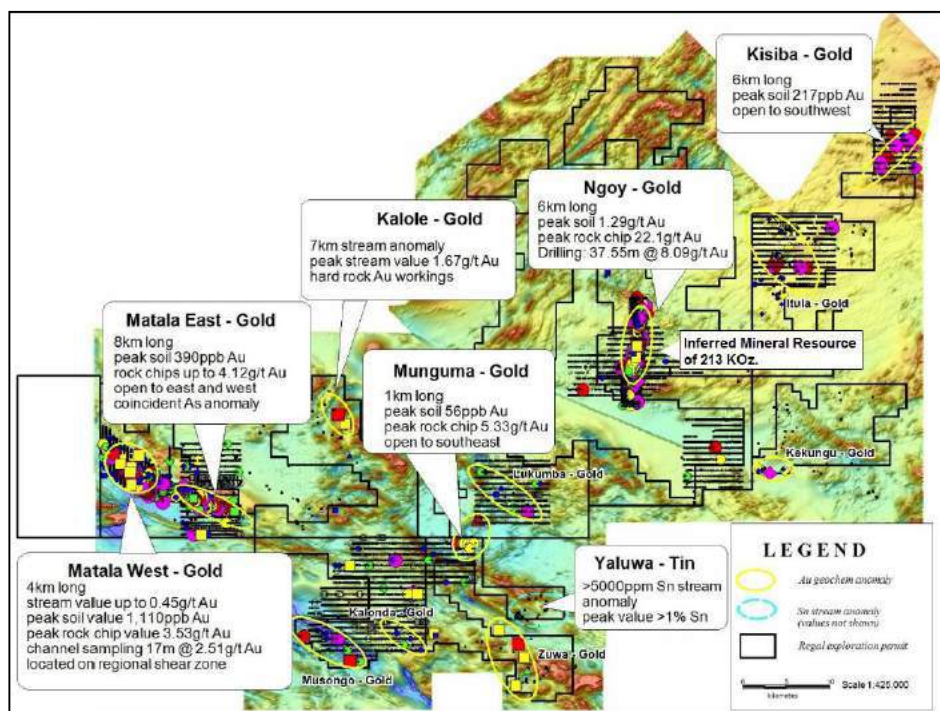 Kisiba - Gold
6km long
peak soil 217ppb Au
open to southwest
Ngoy - Gold
6km long
peak soil 1.29g/t Au
peak rock chip 22.1g/t Au
Drilling: 37.55m @ 8.09g/t Au
Kalole - Gold
7km stream anomaly
peak stream value 1.67g/t Au
hard rock Au workings
Itula - Gold
Matala East - Gold
8km long
peak soil 390ppb Au
rock chips up to 4.12g/t Au
open to east and west
coincident As anomaly
Inferred Mineral Resource
of 213 KOz.
Munguma - Gold
1km long
peak soil 56ppb Au
peak rock chip 5.33g/t Au
open to southeast
Kekungu - Gold
Lukumba - Gold
Matala West - Gold
4km long
stream value up to 0.45g/t Au
peak soil value 1,110ppb Au
peak rock chip value 3.53g/t Au
channel sampling 17m @ 2.51g/t Au
located on regional shear zone
Yaluwa - Tin
>5000ppm Sn stream
anomaly
peak value >1% Sn
Kalonda - Gold
Zuwa - Gold
Musongo - Gold
LEGEND
Au geochem anomaly
Sn stream anomaly
(values not shown)
Regal exploration permit
0 5 10
kilometres
Scale 1:425,000